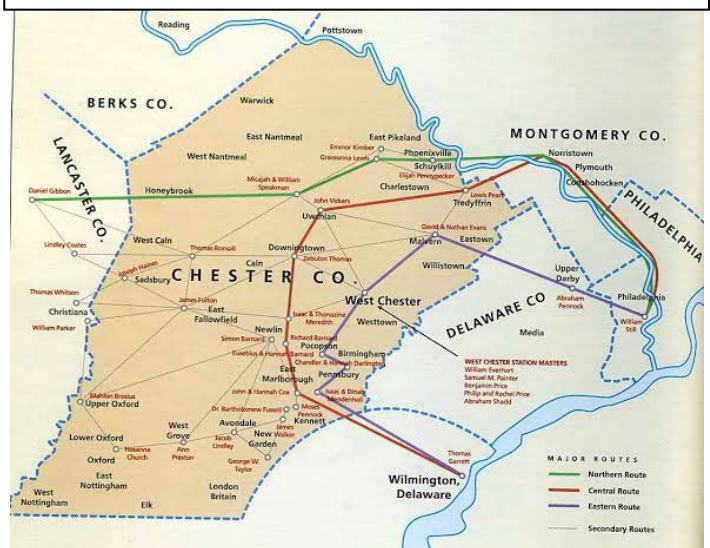 Reading
Pottstown
BERKS CO.
Warwick
LANCASTER CO.
East Nantmeal
East Pikeland
MONTGOMERY CO.
Emmor Kimber
Phoenixville
Norristown
West Nantmeal
Graceanna Lewis
Schuylkill
Plymouth
Elijah Pennypacker
Conshohocken
Micajah & William
Speakman
Charlestown
Lewis Peart
PHILADELPHIA
Daniel Gibbon
Honeybrook
John Vickers
Tredyffrin
Uwchlan
David & Nathan Evans
West Caln
Malvern
Eastown
Lindley Coates
Thomas Bonsall
Downingtown
Zebulon Thomas
Caln
Willistown
Joseph Haines
CHESTER CO.
Upper
Darby
Sadsbury
Philadelphia
Thomas Whitson
James Fulton
West Chester
Abraham
Pennock
Christiana
East
Fallowfield
Isaac & Thomazine
Meredith
Westtown
DELAWARE CO
William
Still
William Parker
Newlin
Media
Simon Barnard
Richard Barnard
Pocopson
Eusebius & Hannah Barnard
Birmingham
Chandler & Hannah Darlington
WEST CHESTER STATION MASTERS
William Everhart
Samuel M. Painter
Benjamin Price
Philip and Rachel Price
Abraham Shadd
East
Marlborough
Pennsbury
Mahlon Brosius
John & Hannah Cox
Isaac & Dinah
Mendenhall
Upper Oxford
Dr. Bartholomew Fussell
Moses
Pennock
West
Grove
Avondale
James
Walker
Kennett
Lower Oxford
New
Garden
Hosanna
Church
Ann
Preston
Jacob
Lindley
Oxford
George W.
Taylor
Thomas
Garrett
East
Nottingham
Wilmington,
Delaware
West
Nottingham
Elk
London
Britain
MAJOR ROUTES
Northern Route
Central Route
Eastern Route
Secondary Routes